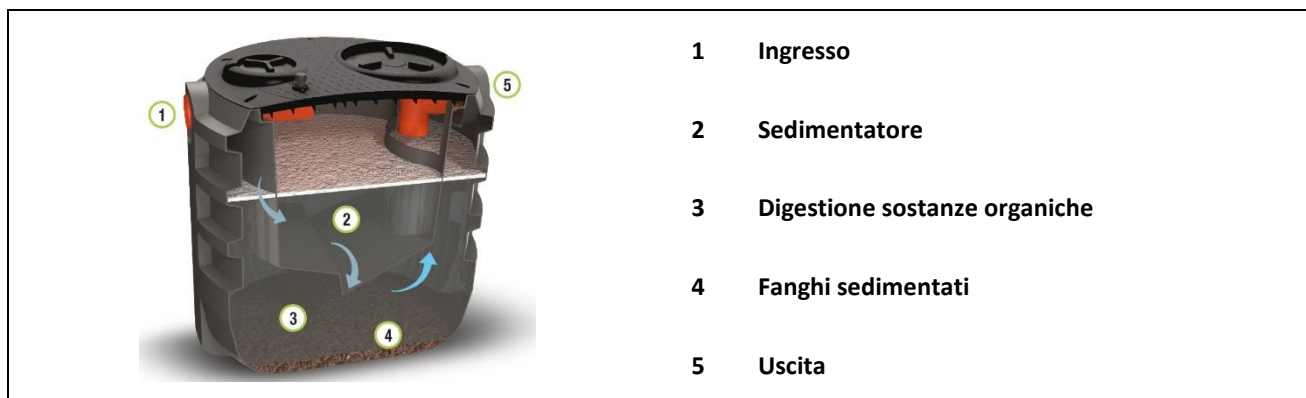 1 Ingresso
2 Sedimentatore
3 Digestione sostanze organiche
4 Fanghi sedimentati
5 Uscita
1
5
2
3
4